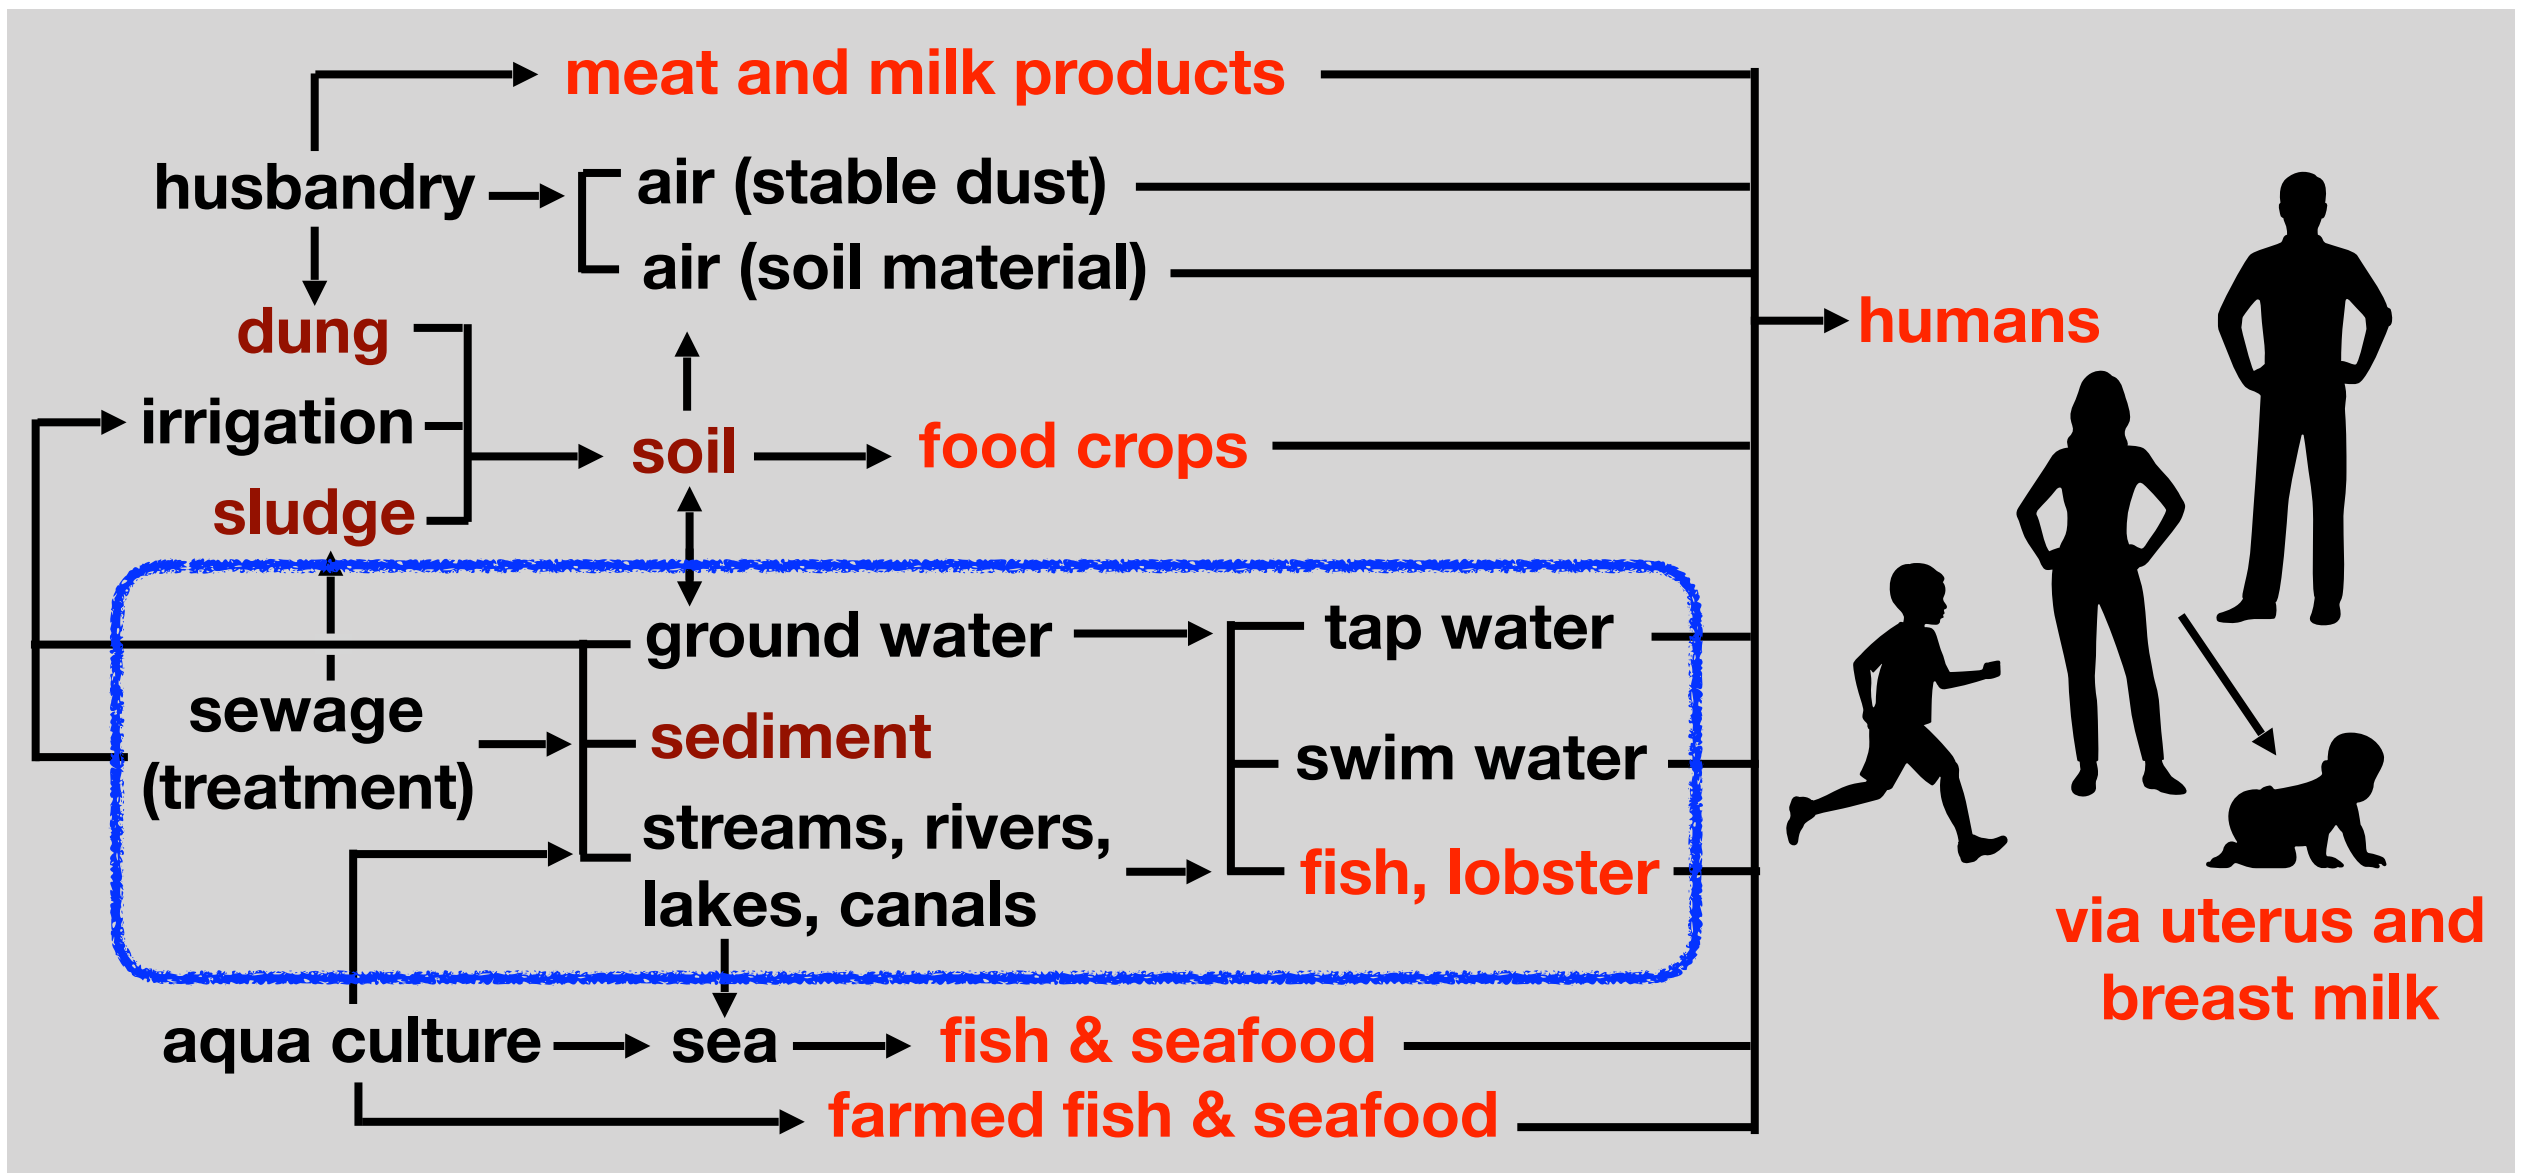 meat and milk products
husbandry
air (stable dust)
air (soil material)
dung
humans
irrigation
soil
food crops
sludge
ground water
tap water
sewage
(treatment)
sediment
swim water
streams, rivers,
lakes, canals
fish, lobster
via uterus and
breast milk
aqua culture
sea
fish & seafood
farmed fish & seafood